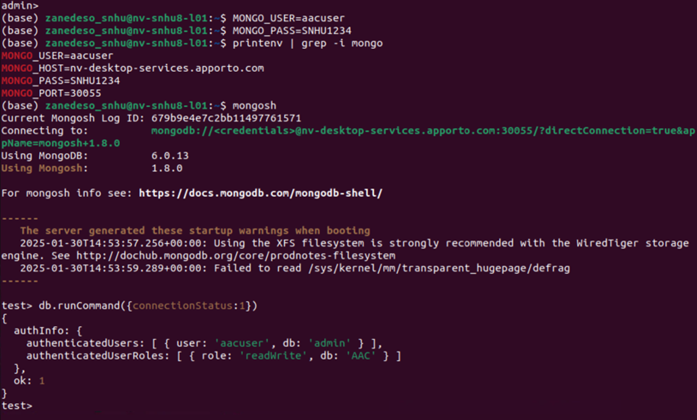 admin>
(base) zanedeso_snhu@nv-snhu8-l01:~$ MONGO_USER=aacuser
(base) zanedeso_snhu@nv-snhu8-l01:~$ MONGO_PASS=SNHU1234
(base) zanedeso_snhu@nv-snhu8-l01:~$ printenv | grep -i mongo
MONGO_USER=aacuser
MONGO_HOST=nv-desktop-services.apporto.com
MONGO_PASS=SNHU1234
MONGO_PORT=30055
(base) zanedeso_snhu@nv-snhu8-l01:~$ mongosh
Current Mongosh Log ID: 679b9e4e7c2bb11497761571
Connecting to:          mongodb://<credentials>@nv-desktop-services.apporto.com:30055/?directConnection=true&ap
pName=mongosh+1.8.0
Using MongoDB:          6.0.13
Using Mongosh:          1.8.0

For mongosh info see: https://docs.mongodb.com/mongodb-shell/

------
   The server generated these startup warnings when booting
   2025-01-30T14:53:57.256+00:00: Using the XFS filesystem is strongly recommended with the WiredTiger storage
engine. See http://dochub.mongodb.org/core/prodnotes-filesystem
   2025-01-30T14:53:59.289+00:00: Failed to read /sys/kernel/mm/transparent_hugepage/defrag
------

test> db.runCommand({connectionStatus:1})
{
  authInfo: {
    authenticatedUsers: [ { user: 'aacuser', db: 'admin' } ],
    authenticatedUserRoles: [ { role: 'readWrite', db: 'AAC' } ]
  },
  ok: 1
}
test>